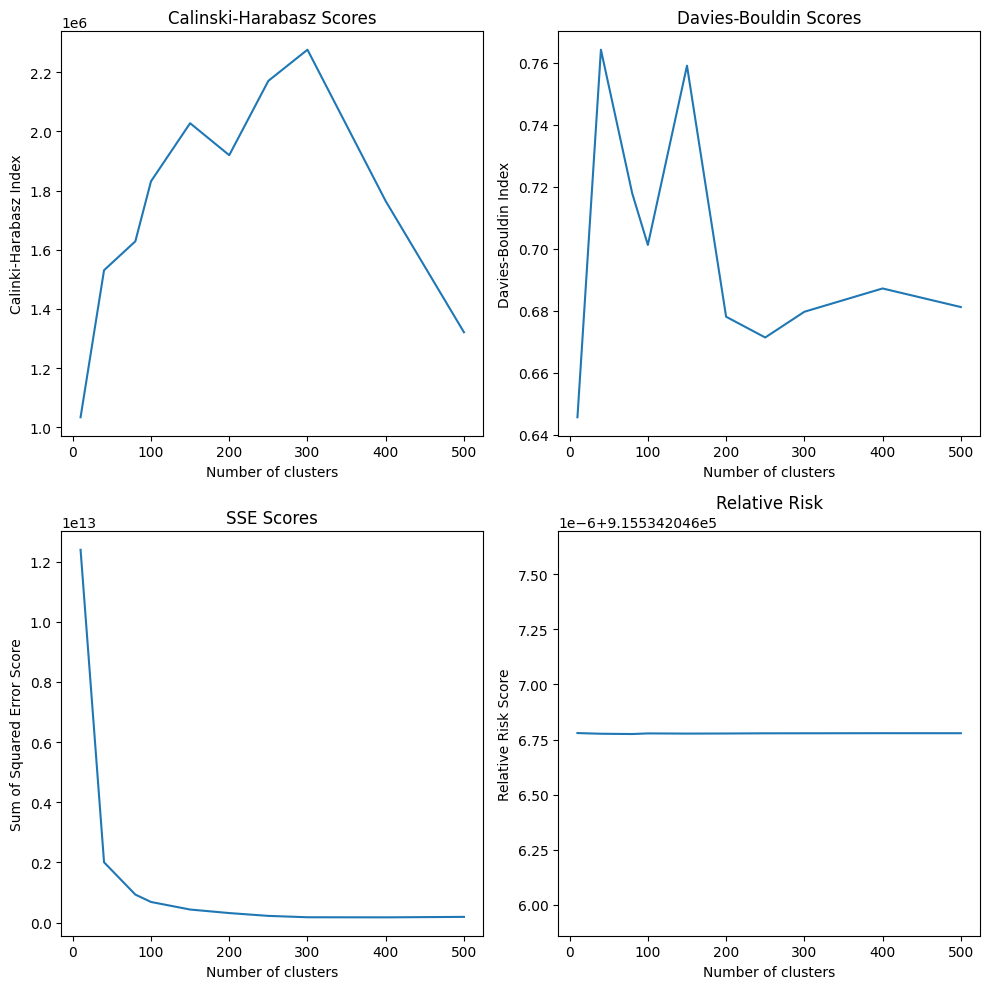 Calinski-Harabasz Scores
1e6
2.2
2.0
1.8
1.6
1.4
1.2
1.0
Calinki-Harabasz Index
0 100 200 300 400 500
Number of clusters
Davies-Bouldin Scores
0.76
0.74
0.72
0.70
0.68
0.66
0.64
Davies-Bouldin Index
0 100 200 300 400 500
Number of clusters
SSE Scores
1e13
1.2
1.0
0.8
0.6
0.4
0.2
0.0
Sum of Squared Error Score
0 100 200 300 400 500
Number of clusters
Relative Risk
1e−6+9.155342046e5
7.50
7.25
7.00
6.75
6.50
6.25
6.00
Relative Risk Score
0 100 200 300 400 500
Number of clusters